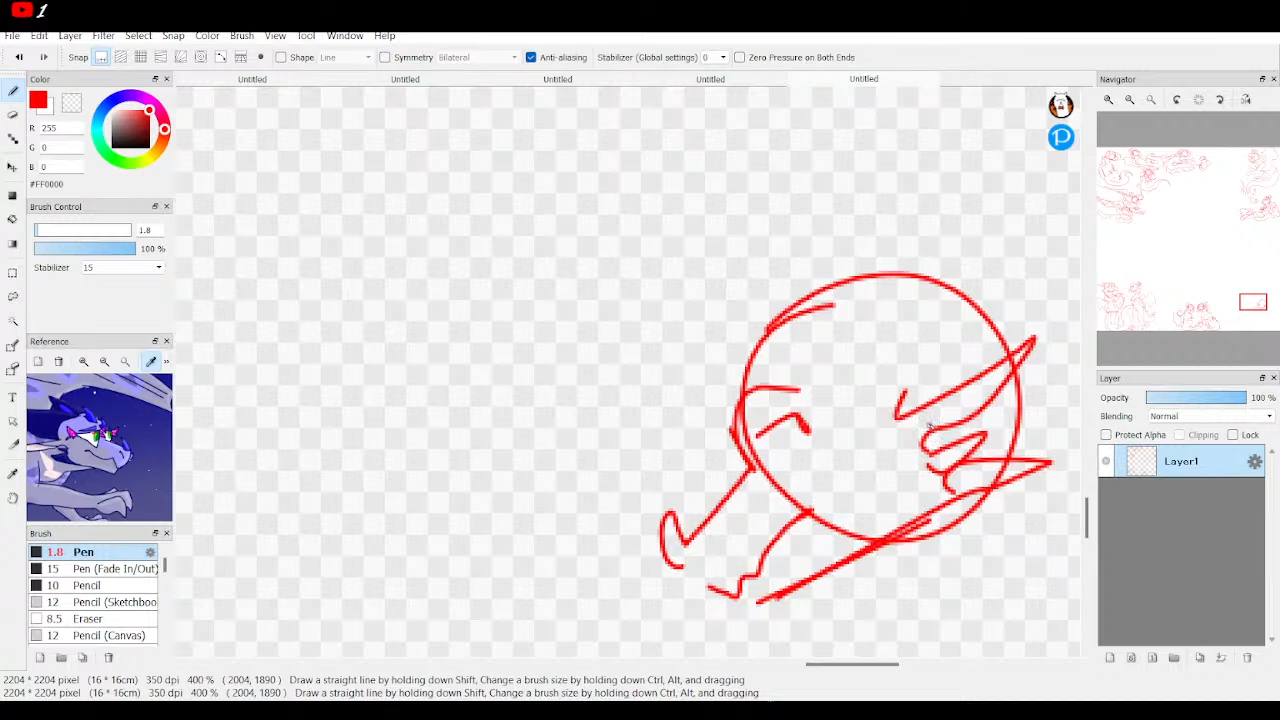 1
File Edit Layer Filter Select Snap Color Brush View Tool Window Help
Snap Shape Line Symmetry Bilateral Anti-aliasing Stabilizer (Global settings) 0 Zero Pressure on Both Ends
Color
Untitled Untitled Untitled Untitled Untitled
Navigator
R 255
G 0
B 0
#FF0000
P
Brush Control
1.8
100 %
Stabilizer 15
Reference
Layer
Opacity 100 %
Blending Normal
Protect Alpha Clipping Lock
Layer1
Brush
1.8 Pen
15 Pen (Fade In/Out)
10 Pencil
12 Pencil (Sketchboo
8.5 Eraser
12 Pencil (Canvas)
2204 * 2204 pixel (16 * 16cm) 350 dpi 400 % ( 2004, 1890 ) Draw a straight line by holding down Shift, Change a brush size by holding down Ctrl, Alt, and dragging
2204 * 2204 pixel (16 * 16cm) 350 dpi 400 % ( 2004, 1890 ) Draw a straight line by holding down Shift, Change a brush size by holding down Ctrl, Alt, and dragging